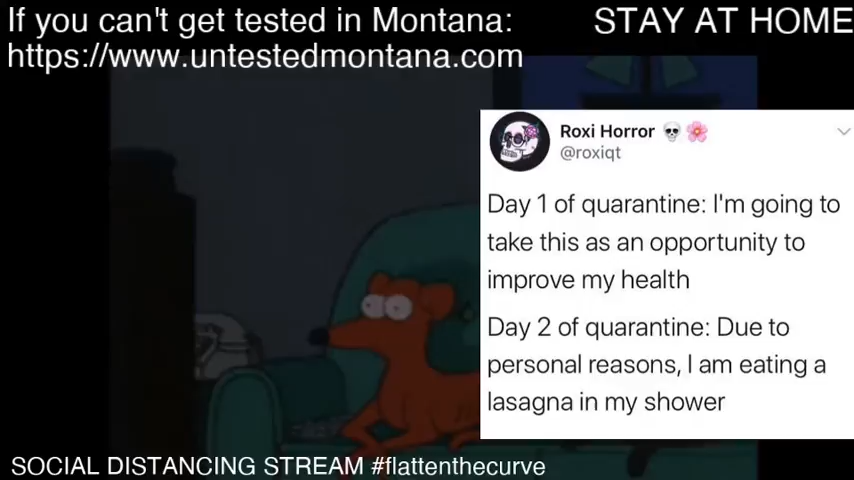 If you can't get tested in Montana:
https://www.untestedmontana.com
STAY AT HOME
Roxi Horror 💀🌸
@roxiqt
Day 1 of quarantine: I'm going to
take this as an opportunity to
improve my health
Day 2 of quarantine: Due to
personal reasons, I am eating a
lasagna in my shower
SOCIAL DISTANCING STREAM #flattenthecurve